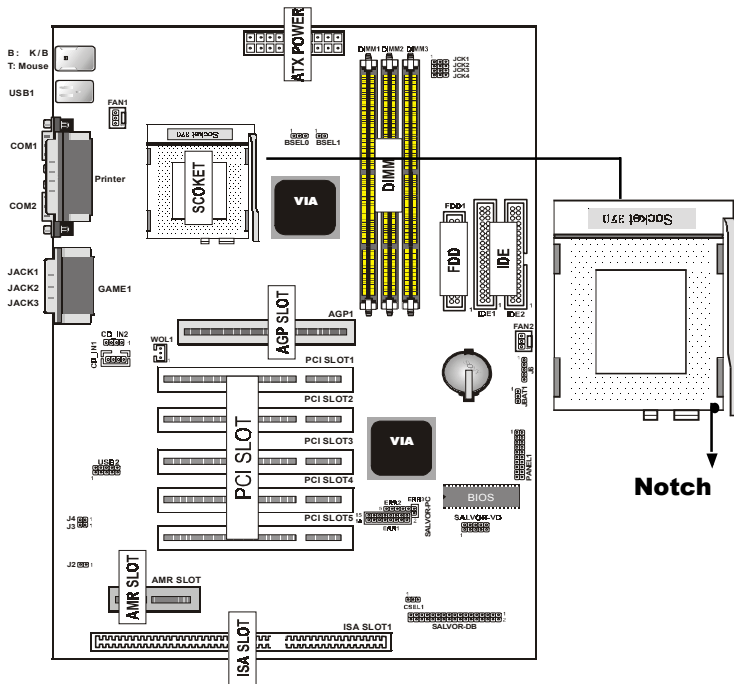 ATX POWER
DIMM1 DIMM2 DIMM3
JCK1
JCK2
JCK3
JCK4
B: K/B
T: Mouse
USB1
FAN1
COM1
Printer
COM2
Socket 370
SCOKET
BSEL0
BSEL1
VIA
DIMM
FDD1
FDD
IDE
IDE1 IDE2
Socket 370
Notch
JACK1
JACK2
JACK3
GAME1
AGP SLOT
AGP1
CD_IN2
CD_IN1
WOL1
FAN2
J5
JBAT1
PCI SLOT1
PCI SLOT2
PCI SLOT3
PCI SLOT4
PCI SLOT5
PCI SLOT
VIA
PANEL1
USB2
BIOS
SALVOR-PC
SALVOR-VD
J4
J3
J2
AMR SLOT
AMR SLOT
CSEL1
SALVOR-DB
ISA SLOT
ISA SLOT1